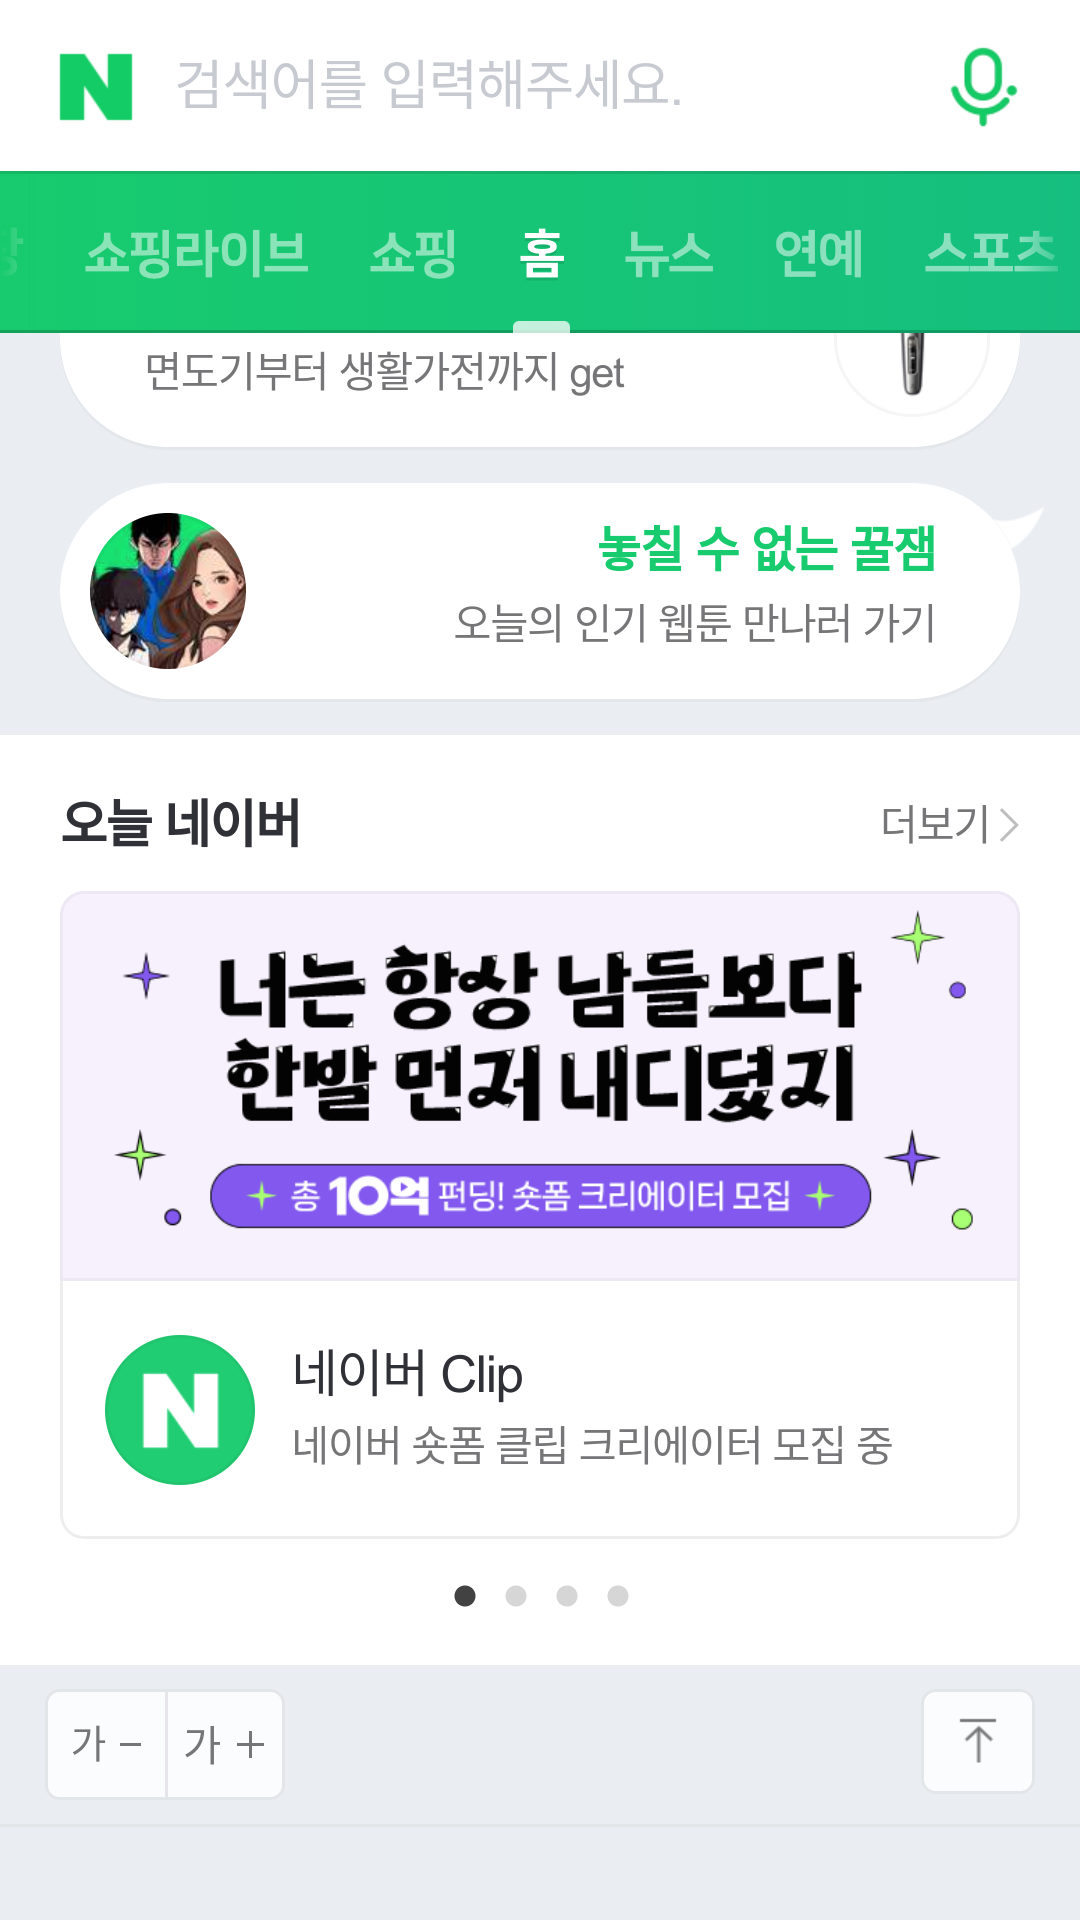 N 검색어를 입력해주세요.
쇼핑라이브 쇼핑 홈 뉴스 연예 스포츠
면도기부터 생활가전까지 get
놓칠 수 없는 꿀잼
오늘의 인기 웹툰 만나러 가기
오늘 네이버
더보기
너는 항상 남들보다
한발 먼저 내디뎠지
총 10억 펀딩! 숏폼 크리에이터 모집
N
네이버 Clip
네이버 숏폼 클립 크리에이터 모집 중
가 - 가 +